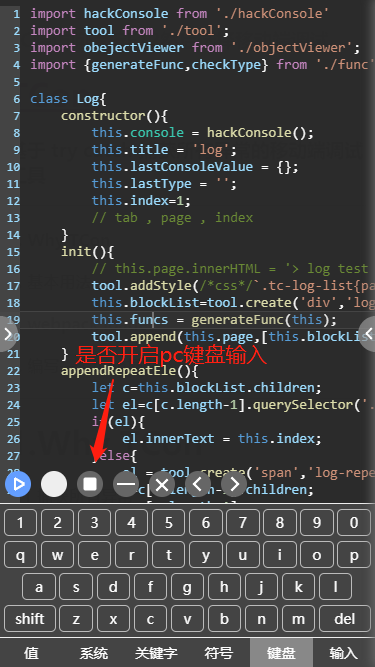 1 import hackConsole from './hackConsole'
2 import tool from './tool';
3 import obejectViewer from './objectViewer';
4 import {generateFunc,checkType} from './func'
5
6 class Log{
7 constructor(){
8 this.console = hackConsole();
9 this.title = 'log';
10 this.lastConsoleValue = {};
11 this.lastType = '';
12 this.index=1;
13 // tab , page , index
14 }
15 init(){
16 // this.page.innerHTML = '> log test
17 tool.addStyle(/*css*/`.tc-log-list{pa
18 this.blockList=tool.create('div','log
19 this.funcs = generateFunc(this);
20 tool.append(this.page,[this.blockLis
21 }
是否开启pc键盘输入
22 appendRepeatEle(){
23 let c=this.blockList.children;
24 let el=c[c.length-1].querySelector('.
25 if(el){
26 el.innerText = this.index;
27 else{
28 el = tool.create('span','log-repe
29 c[c.length- children;
1 2 3 4 5 6 7 8 9 0
q w e r t y u i o p
a s d f g h j k l
shift z x c v b n m del
值 系统 关键字 符号 键盘 输入